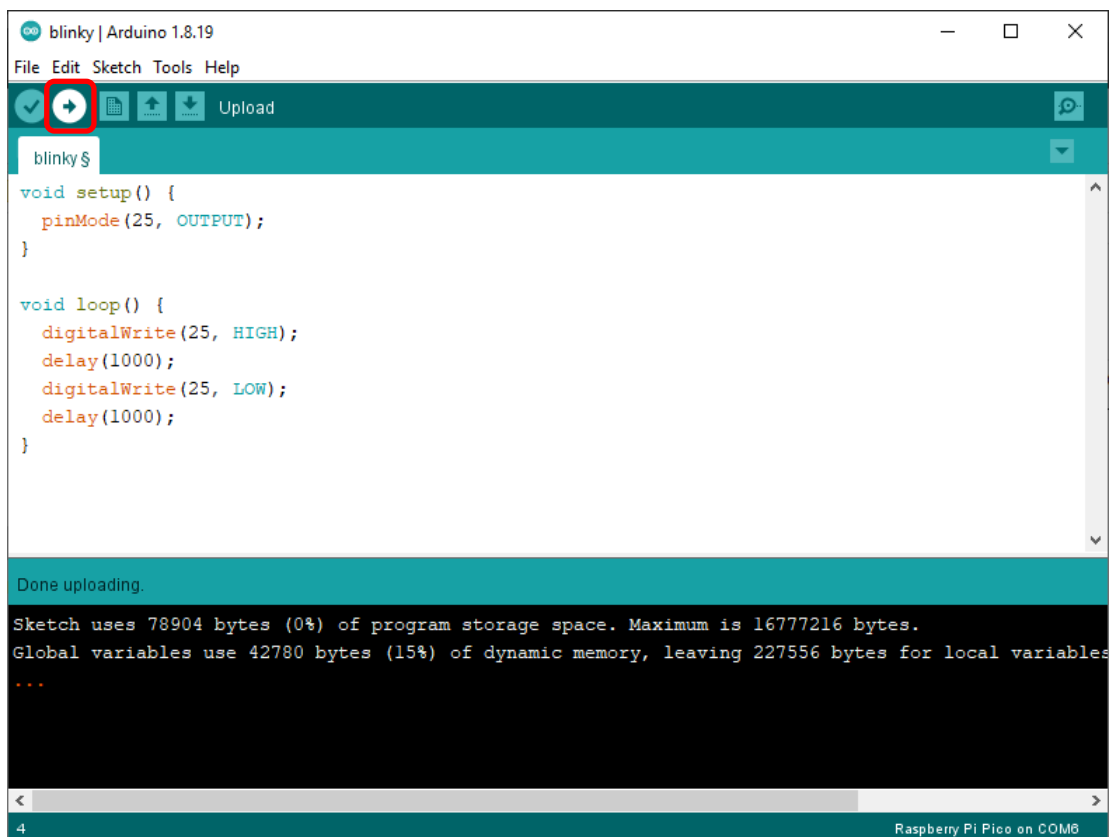 blinky | Arduino 1.8.19
File Edit Sketch Tools Help
Upload
blinky §
void setup() {
  pinMode(25, OUTPUT);
}
void loop() {
  digitalWrite(25, HIGH);
  delay(1000);
  digitalWrite(25, LOW);
  delay(1000);
}
Done uploading.
Sketch uses 78904 bytes (0%) of program storage space. Maximum is 16777216 bytes.
Global variables use 42780 bytes (15%) of dynamic memory, leaving 227556 bytes for local variables
...
4 Raspberry Pi Pico on COM6